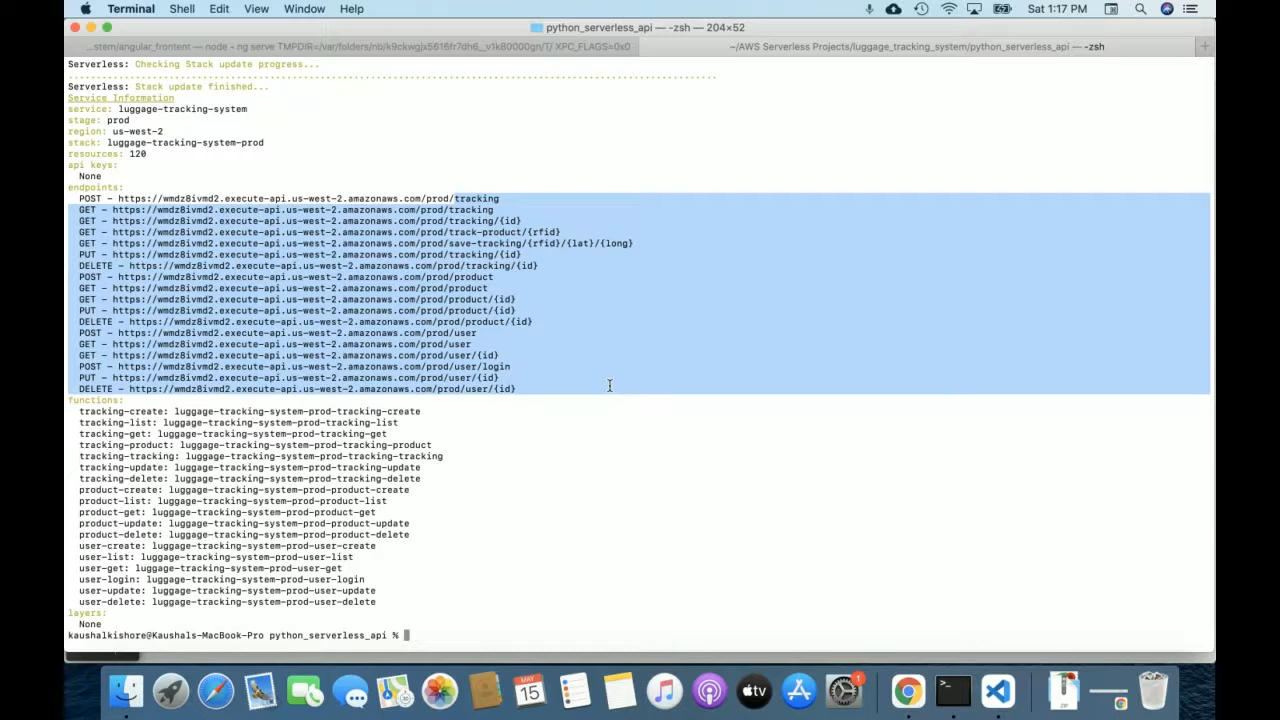 Terminal Shell Edit View Window Help Sat 1:17 PM
python_serverless_api — -zsh — 204×52
...stem/angular_frontent — node ‹ ng serve TMPDIR=/var/folders/nb/k9ckwgjx5616fr7dh6__v1k80000gn/T/ XPC_FLAGS=0x0
~/AWS Serverless Projects/luggage_tracking_system/python_serverless_api — -zsh
Serverless: Checking Stack update progress...
Serverless: Stack update finished...
Service Information
service: luggage-tracking-system
stage: prod
region: us-west-2
stack: luggage-tracking-system-prod
resources: 120
api keys:
None
endpoints:
POST - https://wmdz8ivmd2.execute-api.us-west-2.amazonaws.com/prod/tracking
GET - https://wmdz8ivmd2.execute-api.us-west-2.amazonaws.com/prod/tracking
GET - https://wmdz8ivmd2.execute-api.us-west-2.amazonaws.com/prod/tracking/{id}
GET - https://wmdz8ivmd2.execute-api.us-west-2.amazonaws.com/prod/track-product/{rfid}
GET - https://wmdz8ivmd2.execute-api.us-west-2.amazonaws.com/prod/save-tracking/{rfid}/{lat}/{long}
PUT - https://wmdz8ivmd2.execute-api.us-west-2.amazonaws.com/prod/tracking/{id}
DELETE - https://wmdz8ivmd2.execute-api.us-west-2.amazonaws.com/prod/tracking/{id}
POST - https://wmdz8ivmd2.execute-api.us-west-2.amazonaws.com/prod/product
GET - https://wmdz8ivmd2.execute-api.us-west-2.amazonaws.com/prod/product
GET - https://wmdz8ivmd2.execute-api.us-west-2.amazonaws.com/prod/product/{id}
PUT - https://wmdz8ivmd2.execute-api.us-west-2.amazonaws.com/prod/product/{id}
DELETE - https://wmdz8ivmd2.execute-api.us-west-2.amazonaws.com/prod/product/{id}
POST - https://wmdz8ivmd2.execute-api.us-west-2.amazonaws.com/prod/user
GET - https://wmdz8ivmd2.execute-api.us-west-2.amazonaws.com/prod/user
GET - https://wmdz8ivmd2.execute-api.us-west-2.amazonaws.com/prod/user/{id}
POST - https://wmdz8ivmd2.execute-api.us-west-2.amazonaws.com/prod/user/login
PUT - https://wmdz8ivmd2.execute-api.us-west-2.amazonaws.com/prod/user/{id}
DELETE - https://wmdz8ivmd2.execute-api.us-west-2.amazonaws.com/prod/user/{id}
functions:
tracking-create: luggage-tracking-system-prod-tracking-create
tracking-list: luggage-tracking-system-prod-tracking-list
tracking-get: luggage-tracking-system-prod-tracking-get
tracking-product: luggage-tracking-system-prod-tracking-product
tracking-tracking: luggage-tracking-system-prod-tracking-tracking
tracking-update: luggage-tracking-system-prod-tracking-update
tracking-delete: luggage-tracking-system-prod-tracking-delete
product-create: luggage-tracking-system-prod-product-create
product-list: luggage-tracking-system-prod-product-list
product-get: luggage-tracking-system-prod-product-get
product-update: luggage-tracking-system-prod-product-update
product-delete: luggage-tracking-system-prod-product-delete
user-create: luggage-tracking-system-prod-user-create
user-list: luggage-tracking-system-prod-user-list
user-get: luggage-tracking-system-prod-user-get
user-login: luggage-tracking-system-prod-user-login
user-update: luggage-tracking-system-prod-user-update
user-delete: luggage-tracking-system-prod-user-delete
layers:
None
kaushalkishore@Kaushals-MacBook-Pro python_serverless_api %
MAY
15
tv
1
ZIP